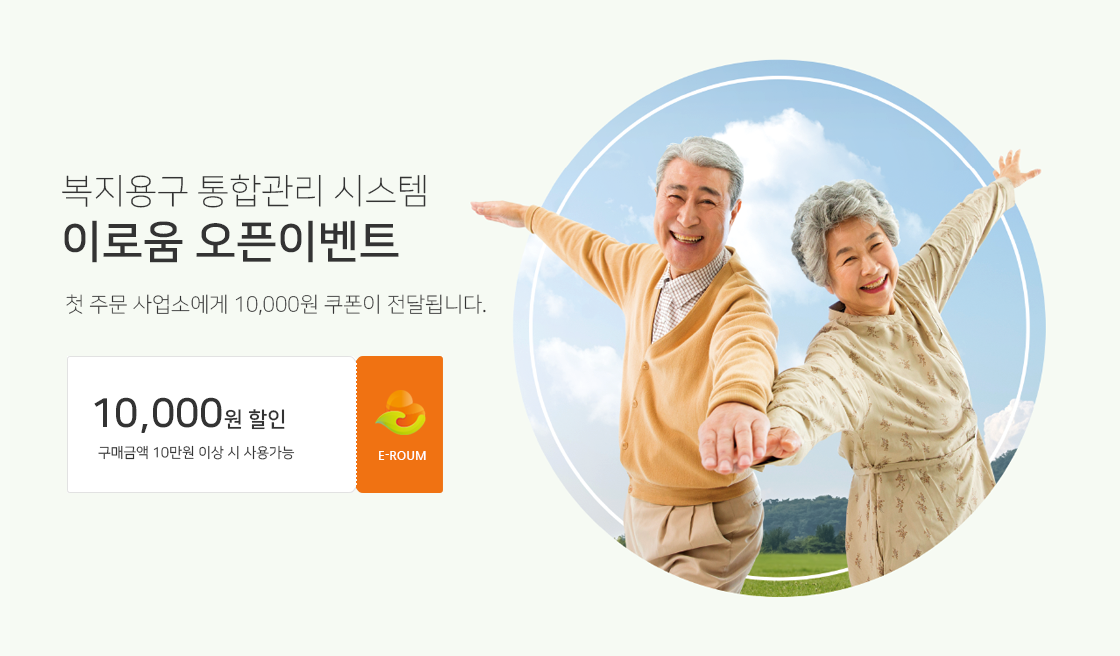 복지용구 통합관리 시스템
이로움 오픈이벤트
첫 주문 사업소에게 10,000원 쿠폰이 전달됩니다.
10,000원 할인
구매금액 10만원 이상 시 사용가능
E-ROUM